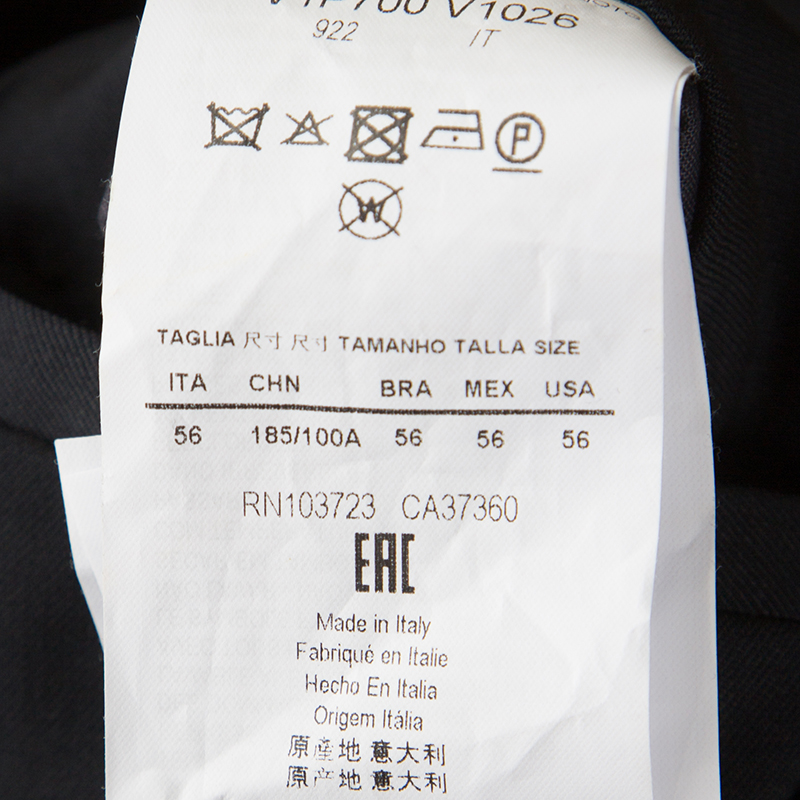 V1026
922 IT
P
W
TAGLIA 尺寸 尺寸 TAMANHO TALLA SIZE
ITA CHN BRA MEX USA
56 185/100A 56 56 56
RN103723 CA37360
EAC
Made in Italy
Fabriqué en Italie
Hecho En Italia
Origem Itália
原產地 意大利
原产地 意大利